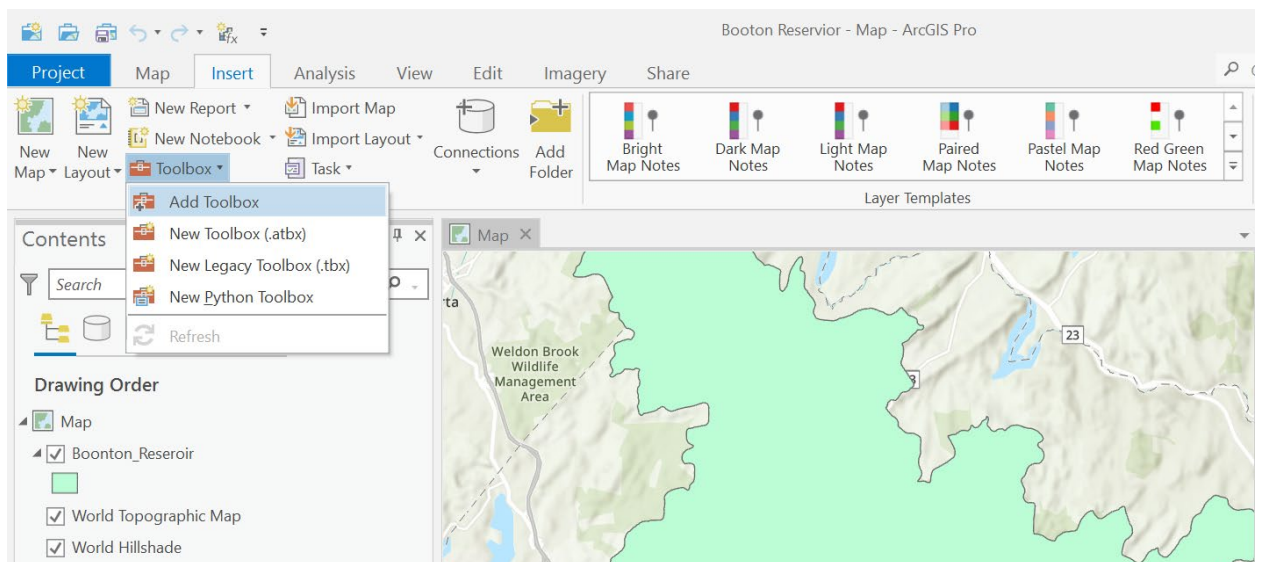 Booton Reservior - Map - ArcGIS Pro
Project Map Insert Analysis View Edit Imagery Share
New Map
New Layout
New Report
New Notebook
Toolbox
Import Map
Import Layout
Task
Connections
Add Folder
Bright Map Notes
Dark Map Notes
Light Map Notes
Paired Map Notes
Pastel Map Notes
Red Green Map Notes
Layer Templates
Add Toolbox
New Toolbox (.atbx)
New Legacy Toolbox (.tbx)
New Python Toolbox
Refresh
Contents
Search
Drawing Order
Map
Boonton_Reseroir
World Topographic Map
World Hillshade
Map
Weldon Brook
Wildlife
Management
Area
23